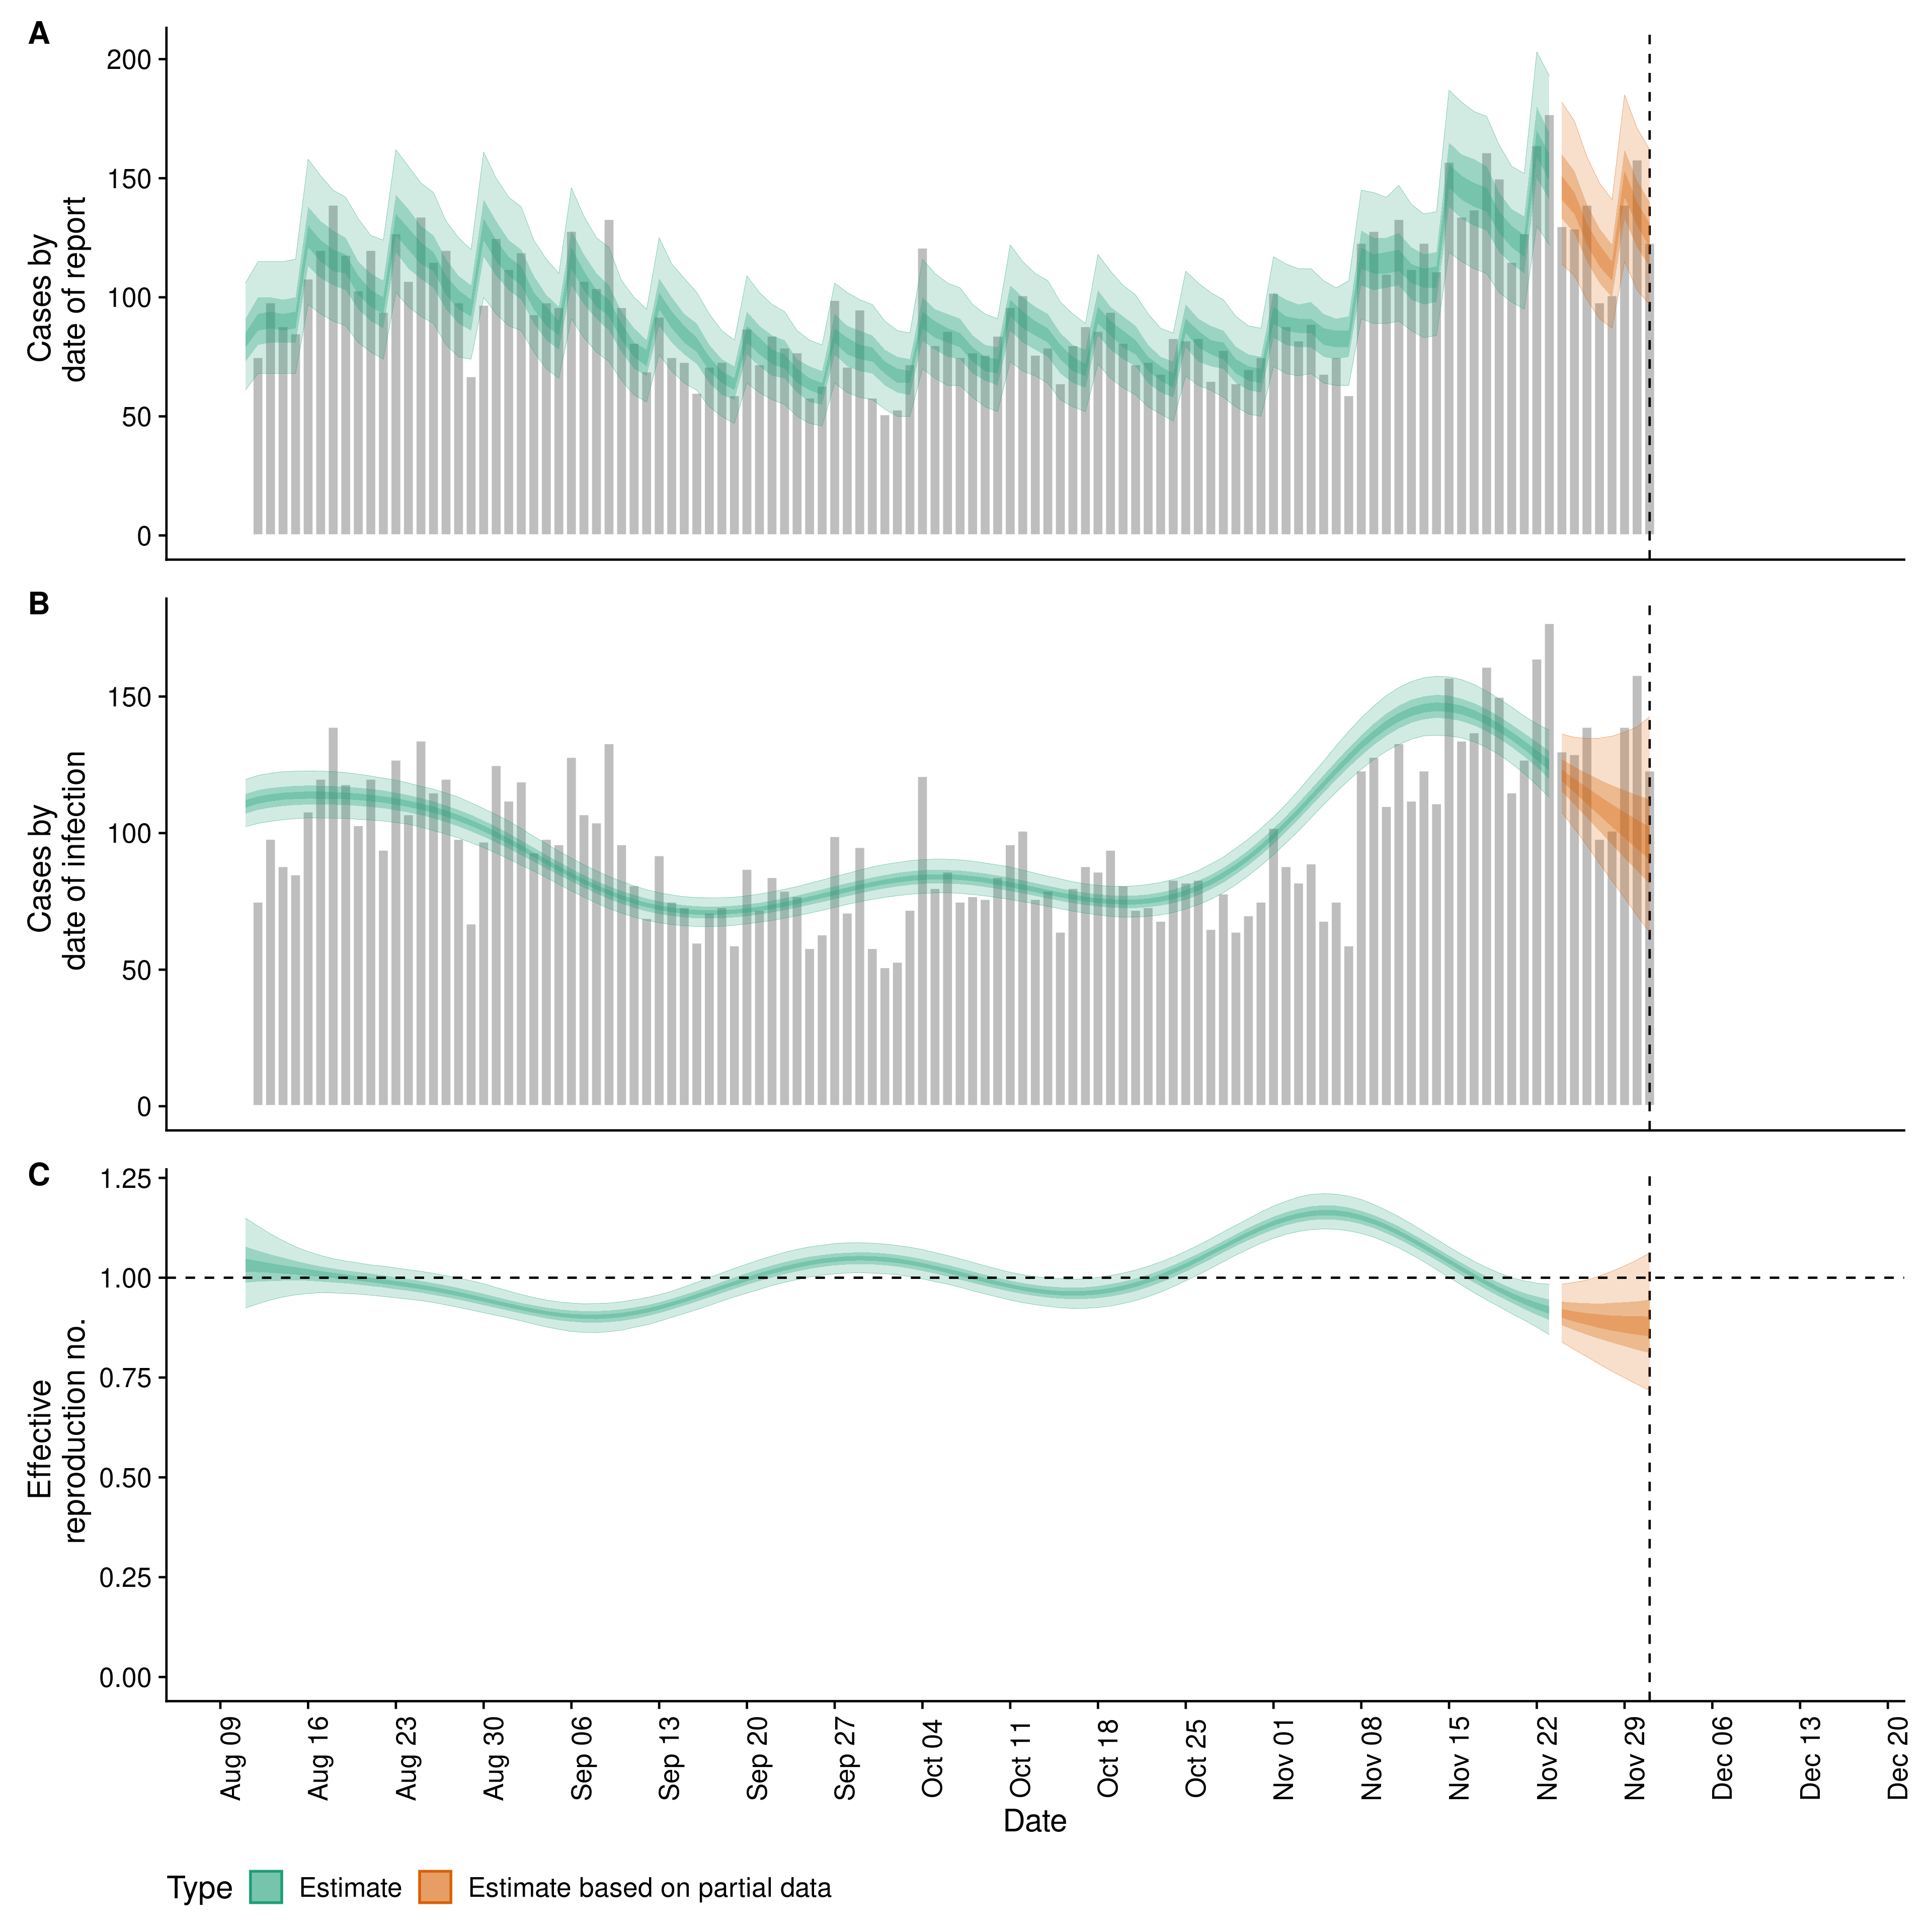 A
Cases by
date of report
200
150
100
50
0
B
Cases by
date of infection
150
100
50
0
C
Effective
reproduction no.
1.25
1.00
0.75
0.50
0.25
0.00
Aug 09
Aug 16
Aug 23
Aug 30
Sep 06
Sep 13
Sep 20
Sep 27
Oct 04
Oct 11
Oct 18
Oct 25
Nov 01
Nov 08
Nov 15
Nov 22
Nov 29
Dec 06
Dec 13
Dec 20
Date
Type Estimate Estimate based on partial data